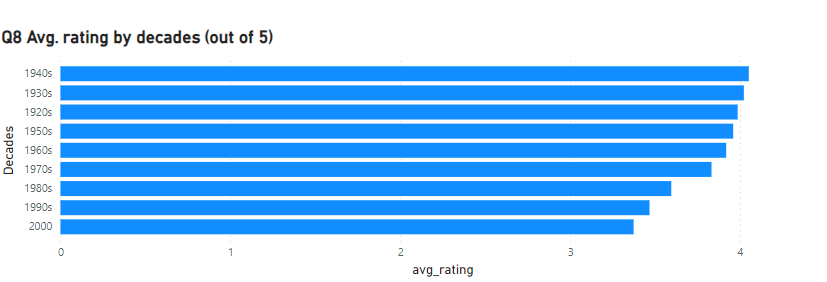 Q8 Avg. rating by decades (out of 5)
Decades
1940s
1930s
1920s
1950s
1960s
1970s
1980s
1990s
2000
0 1 2 3 4
avg_rating